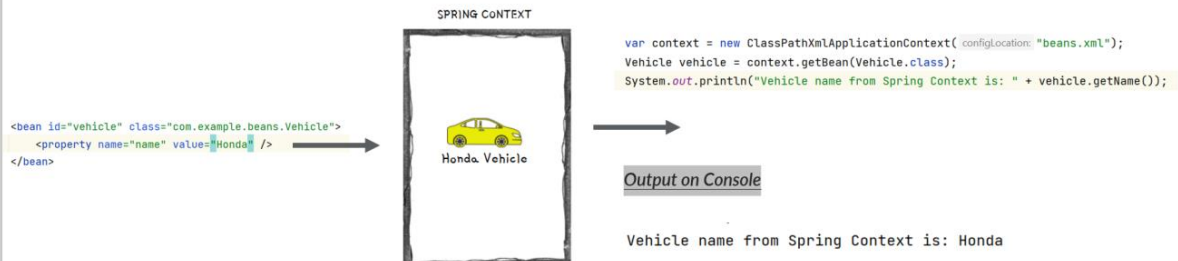 SPRING CONTEXT
<bean id="vehicle" class="com.example.beans.Vehicle">
<property name="name" value="Honda" />
</bean>
Honda Vehicle
var context = new ClassPathXmlApplicationContext( configLocation: "beans.xml");
Vehicle vehicle = context.getBean(Vehicle.class);
System.out.println("Vehicle name from Spring Context is: " + vehicle.getName());
Output on Console
Vehicle name from Spring Context is: Honda